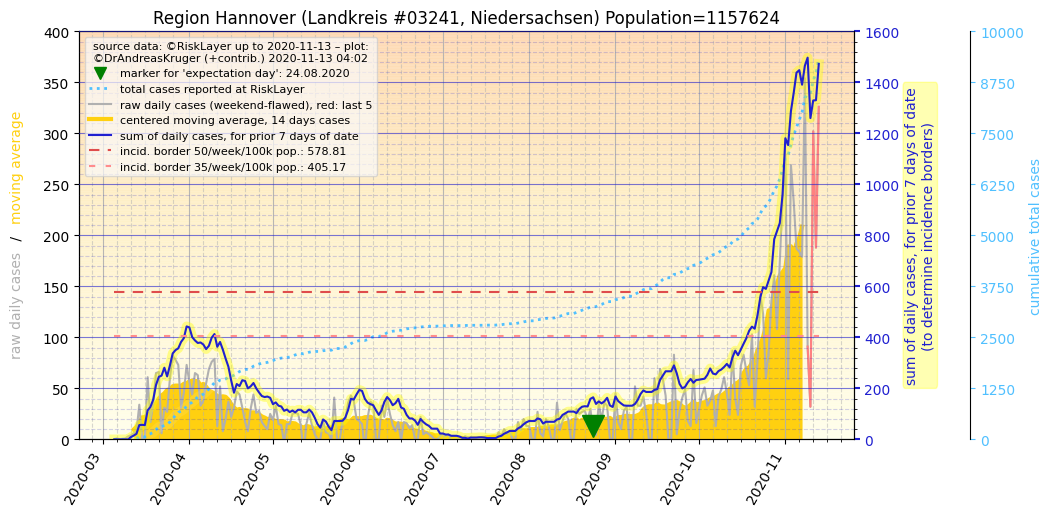 Region Hannover (Landkreis #03241, Niedersachsen) Population=1157624
source data: ©RiskLayer up to 2020-11-13 – plot:
©DrAndreasKruger (+contrib.) 2020-11-13 04:02
marker for 'expectation day': 24.08.2020
total cases reported at RiskLayer
raw daily cases (weekend-flawed), red: last 5
centered moving average, 14 days cases
sum of daily cases, for prior 7 days of date
incid. border 50/week/100k pop.: 578.81
incid. border 35/week/100k pop.: 405.17
raw daily cases / moving average
400
350
300
250
200
150
100
50
0
2020-03
2020-04
2020-05
2020-06
2020-07
2020-08
2020-09
2020-10
2020-11
1600
1400
1200
1000
800
600
400
200
0
sum of daily cases, for prior 7 days of date
(to determine incidence borders)
10000
8750
7500
6250
5000
3750
2500
1250
0
cumulative total cases